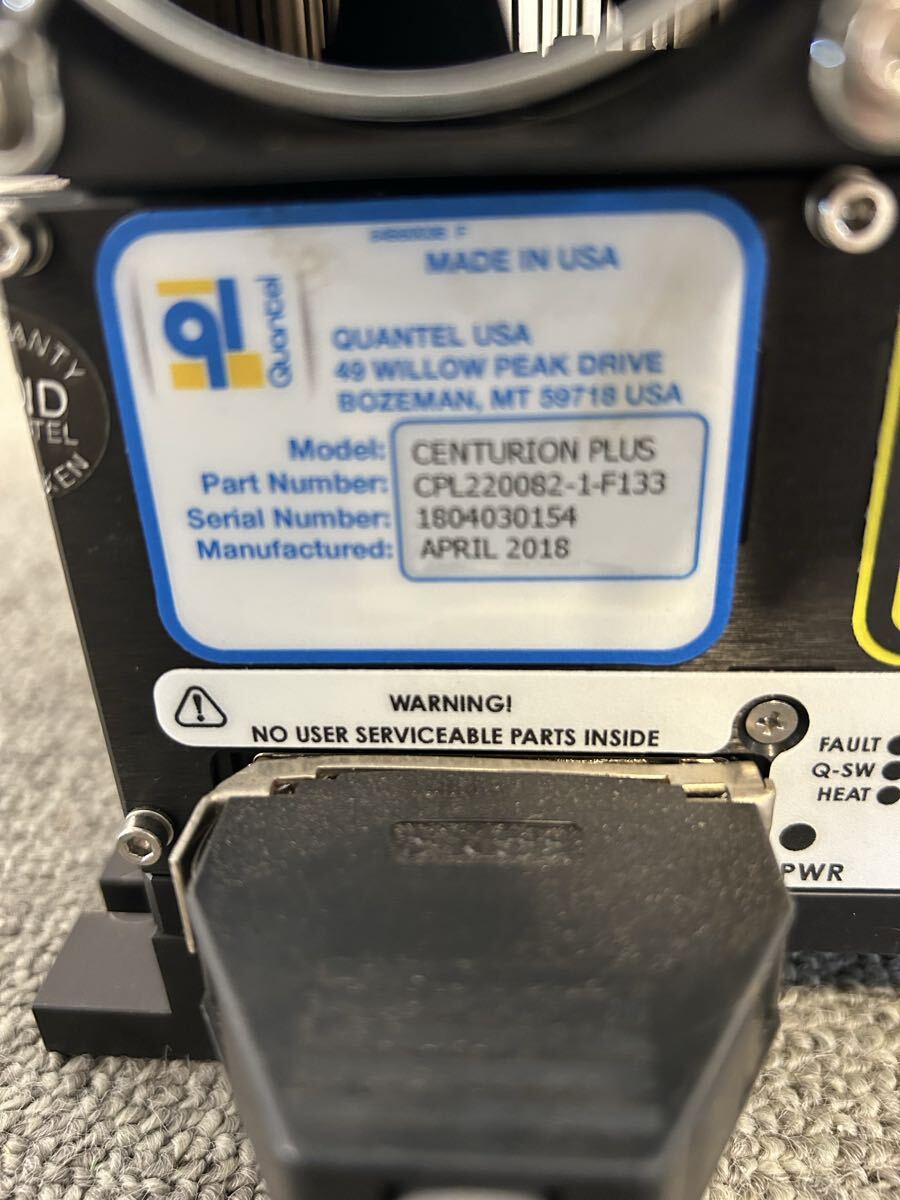 MADE IN USA
ql
Quantel
QUANTEL USA
49 WILLOW PEAK DRIVE
BOZEMAN, MT 59718 USA
Model: CENTURION PLUS
Part Number: CPL220082-1-F133
Serial Number: 1804030154
Manufactured: APRIL 2018
WARNING!
NO USER SERVICEABLE PARTS INSIDE
FAULT
Q-SW
HEAT
PWR